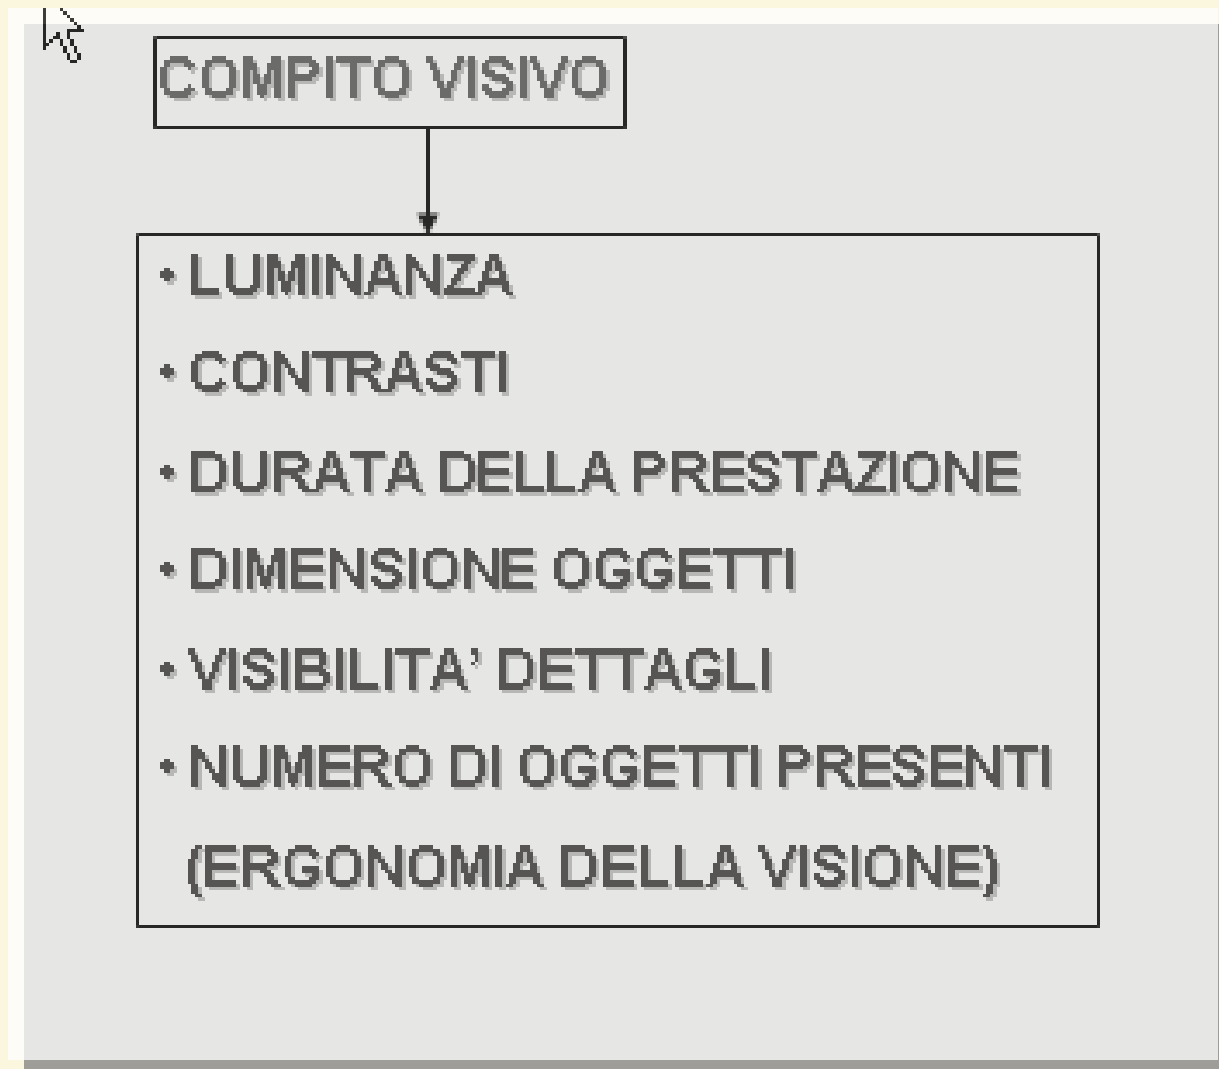 COMPITO VISIVO
• LUMINANZA
• CONTRASTI
• DURATA DELLA PRESTAZIONE
• DIMENSIONE OGGETTI
• VISIBILITA’ DETTAGLI
• NUMERO DI OGGETTI PRESENTI
(ERGONOMIA DELLA VISIONE)